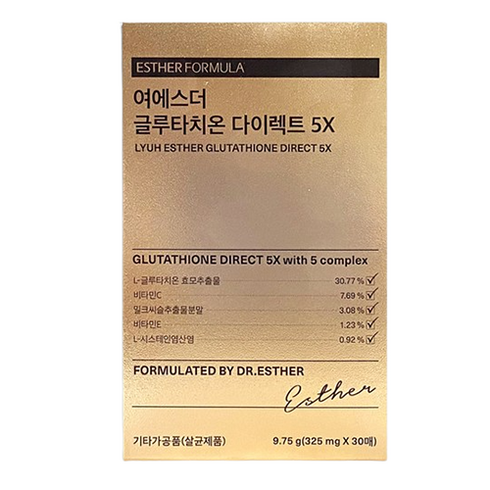 ESTHER FORMULA
여에스더
글루타치온 다이렉트 5X
LYUH ESTHER GLUTATHIONE DIRECT 5X
GLUTATHIONE DIRECT 5X with 5 complex
L-글루타치온 효모추출물 30.77 %
비타민C 7.69 %
밀크씨슬추출물분말 3.08 %
비타민E 1.23 %
L-시스테인염산염 0.92 %
FORMULATED BY DR.ESTHER
Esther
기타가공품(살균제품) 9.75 g(325 mg X 30매)